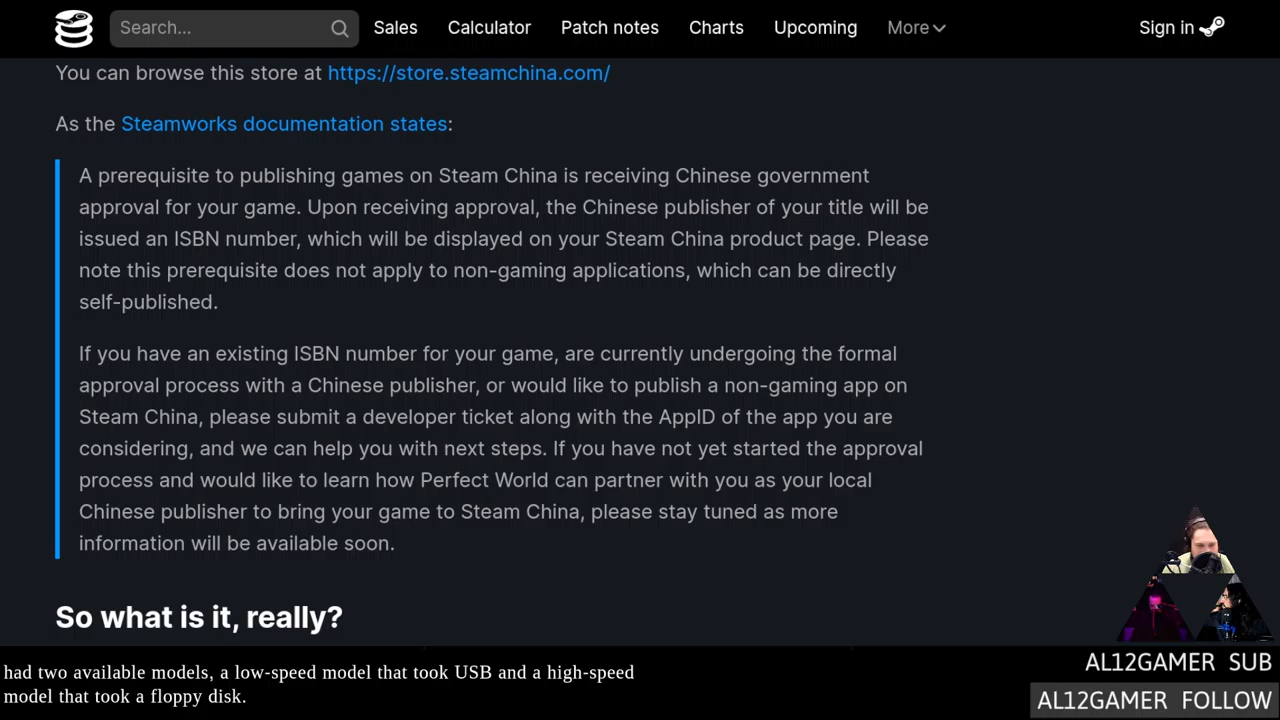 Search...
Sales
Calculator
Patch notes
Charts
Upcoming
More
Sign in
You can browse this store at https://store.steamchina.com/
As the Steamworks documentation states:
A prerequisite to publishing games on Steam China is receiving Chinese government
approval for your game. Upon receiving approval, the Chinese publisher of your title will be
issued an ISBN number, which will be displayed on your Steam China product page. Please
note this prerequisite does not apply to non-gaming applications, which can be directly
self-published.
If you have an existing ISBN number for your game, are currently undergoing the formal
approval process with a Chinese publisher, or would like to publish a non-gaming app on
Steam China, please submit a developer ticket along with the AppID of the app you are
considering, and we can help you with next steps. If you have not yet started the approval
process and would like to learn how Perfect World can partner with you as your local
Chinese publisher to bring your game to Steam China, please stay tuned as more
information will be available soon.
So what is it, really?
had two available models, a low-speed model that took USB and a high-speed
model that took a floppy disk.
AL12GAMER SUB
AL12GAMER FOLLOW